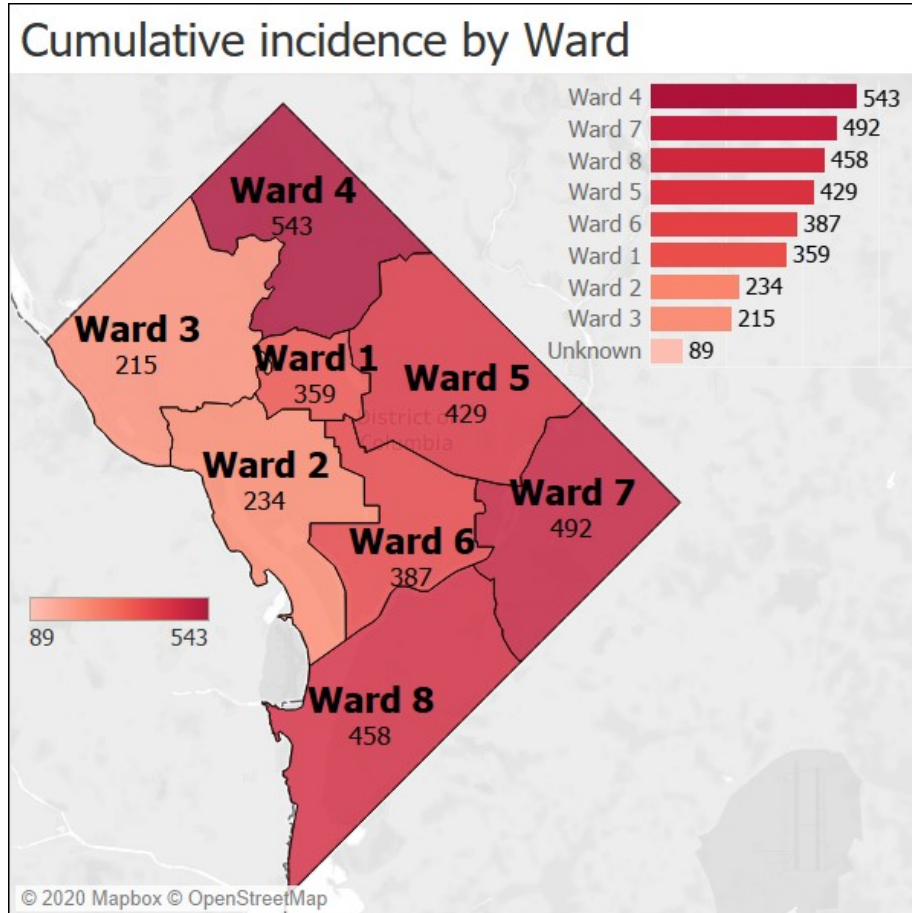 Cumulative incidence by Ward
Ward 4 543
Ward 7 492
Ward 8 458
Ward 5 429
Ward 6 387
Ward 1 359
Ward 2 234
Ward 3 215
Unknown 89
Ward 4
543
Ward 3
215
Ward 1
359
Ward 5
429
District of
Columbia
Ward 2
234
Ward 7
492
Ward 6
387
89 543
Ward 8
458
© 2020 Mapbox © OpenStreetMap